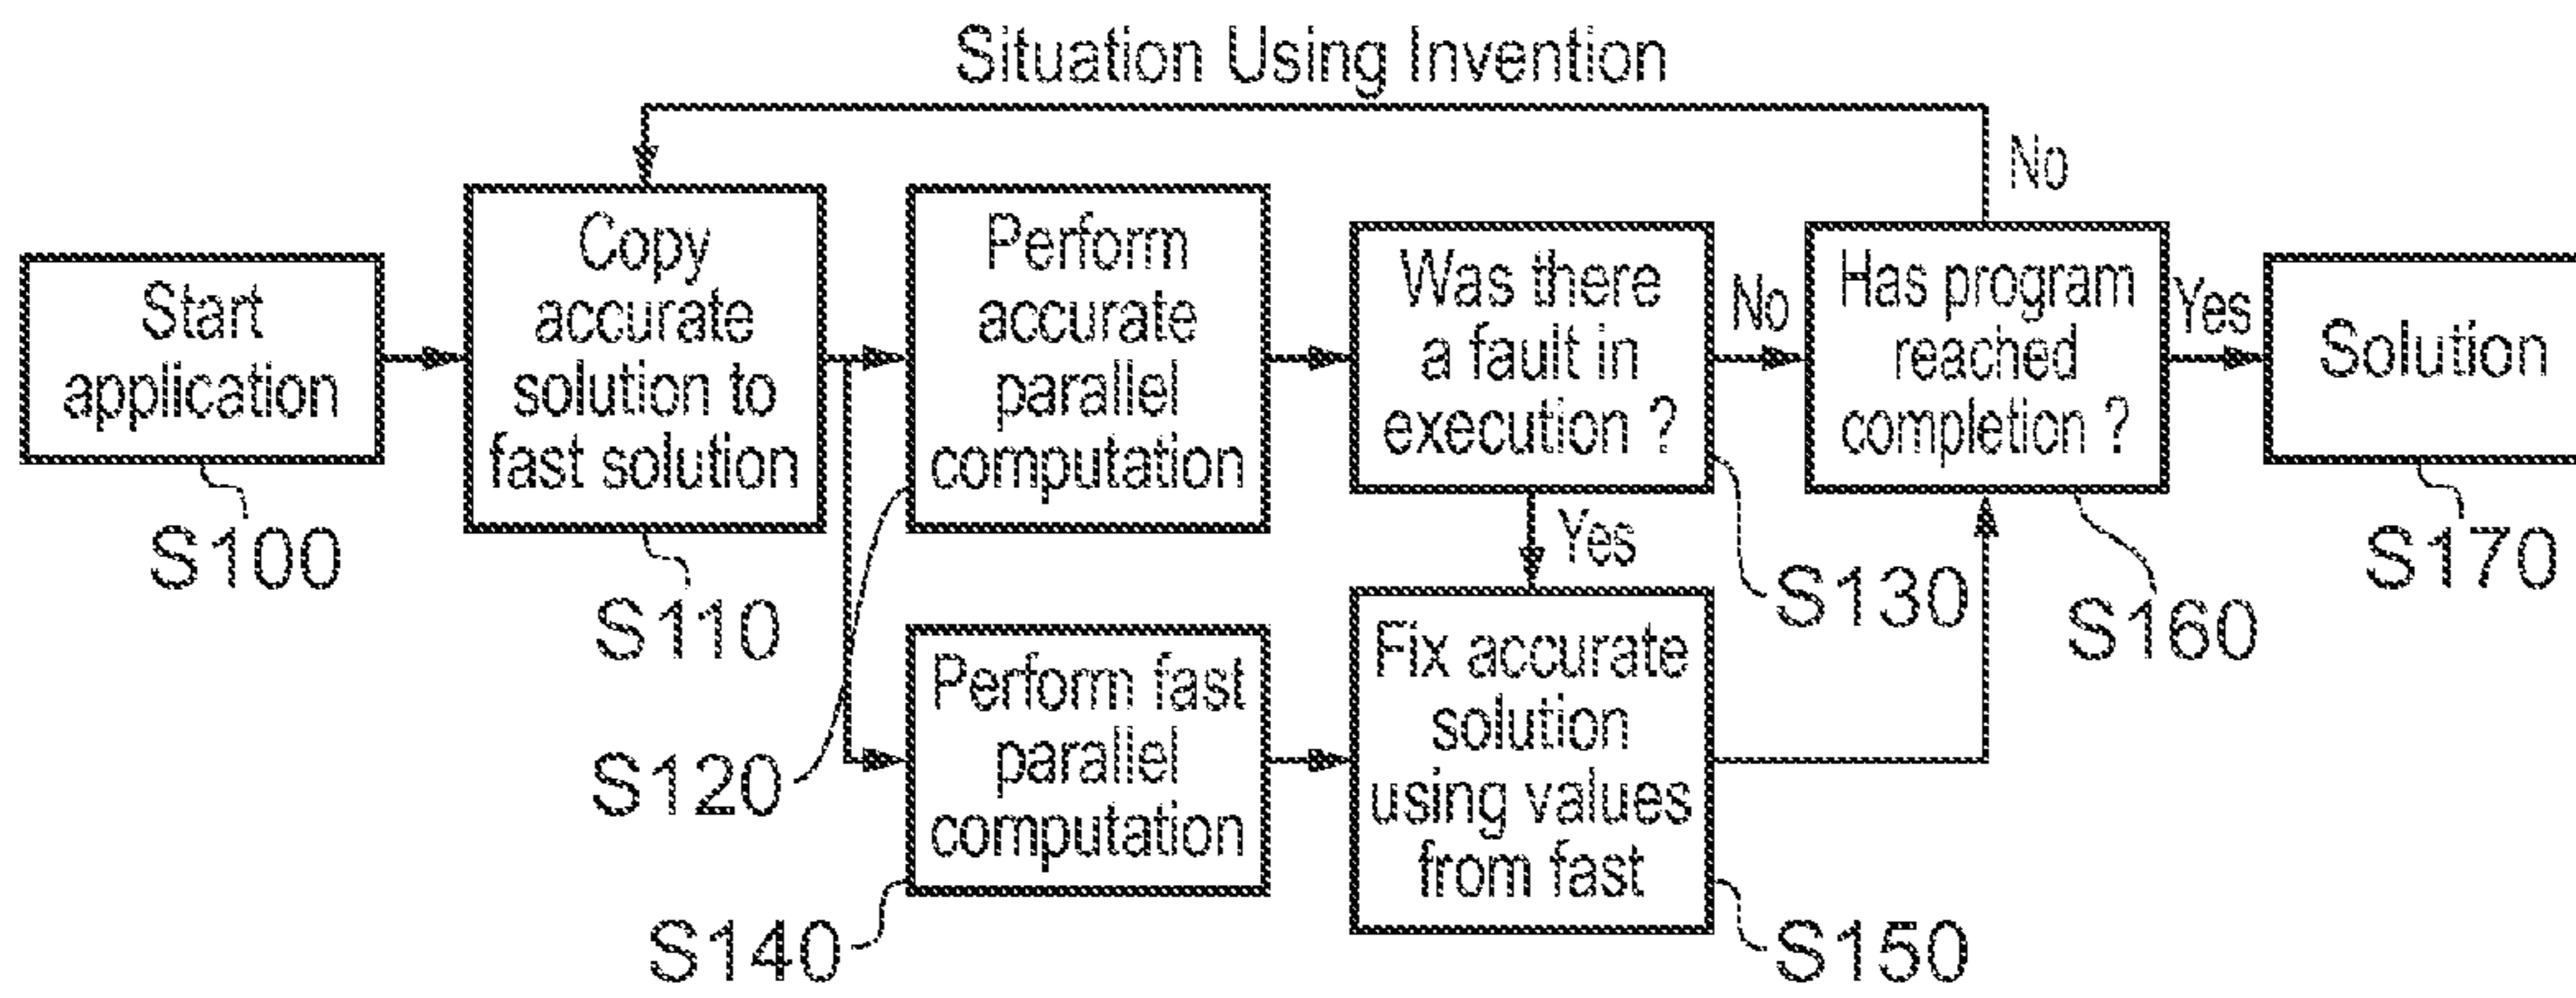 Situation Using Invention
No
Start
application
S100
Copy
accurate
solution to
fast solution
S110
Perform
accurate
parallel
computation
S120
Was there
a fault in
execution ?
S130
No
Yes
Has program
reached
completion ?
S160
Yes
Solution
S170
Perform fast
parallel
computation
S140
Fix accurate
solution
using values
from fast
S150